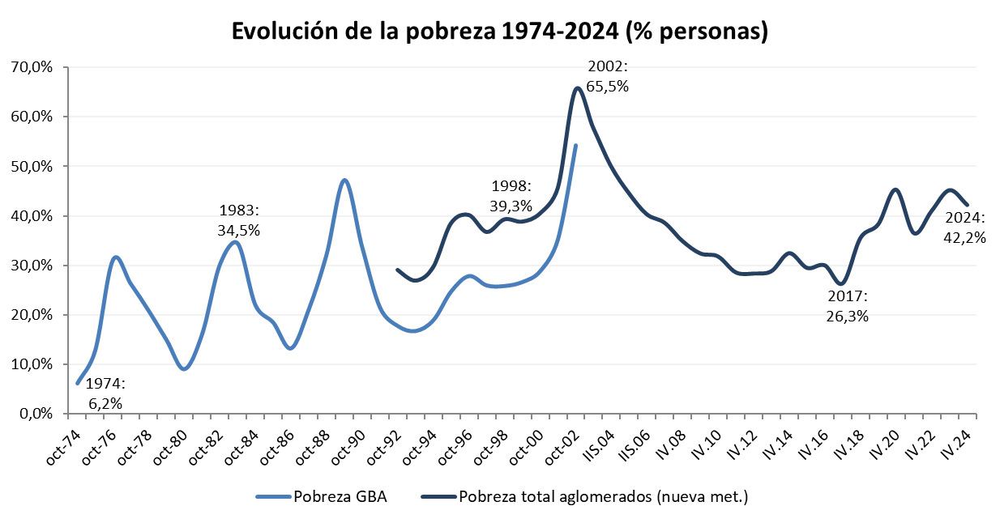 Evolución de la pobreza 1974-2024 (% personas)
70,0%
60,0%
50,0%
40,0%
30,0%
20,0%
10,0%
0,0%
1974:
6,2%
1983:
34,5%
1998:
39,3%
2002:
65,5%
2017:
26,3%
2024:
42,2%
oct-74
oct-76
oct-78
oct-80
oct-82
oct-84
oct-86
oct-88
oct-90
oct-92
oct-94
oct-96
oct-98
oct-00
oct-02
IIS.04
IIS.06
IV.08
IV.10
IV.12
IV.14
IV.16
IV.18
IV.20
IV.22
IV.24
Pobreza GBA
Pobreza total aglomerados (nueva met.)